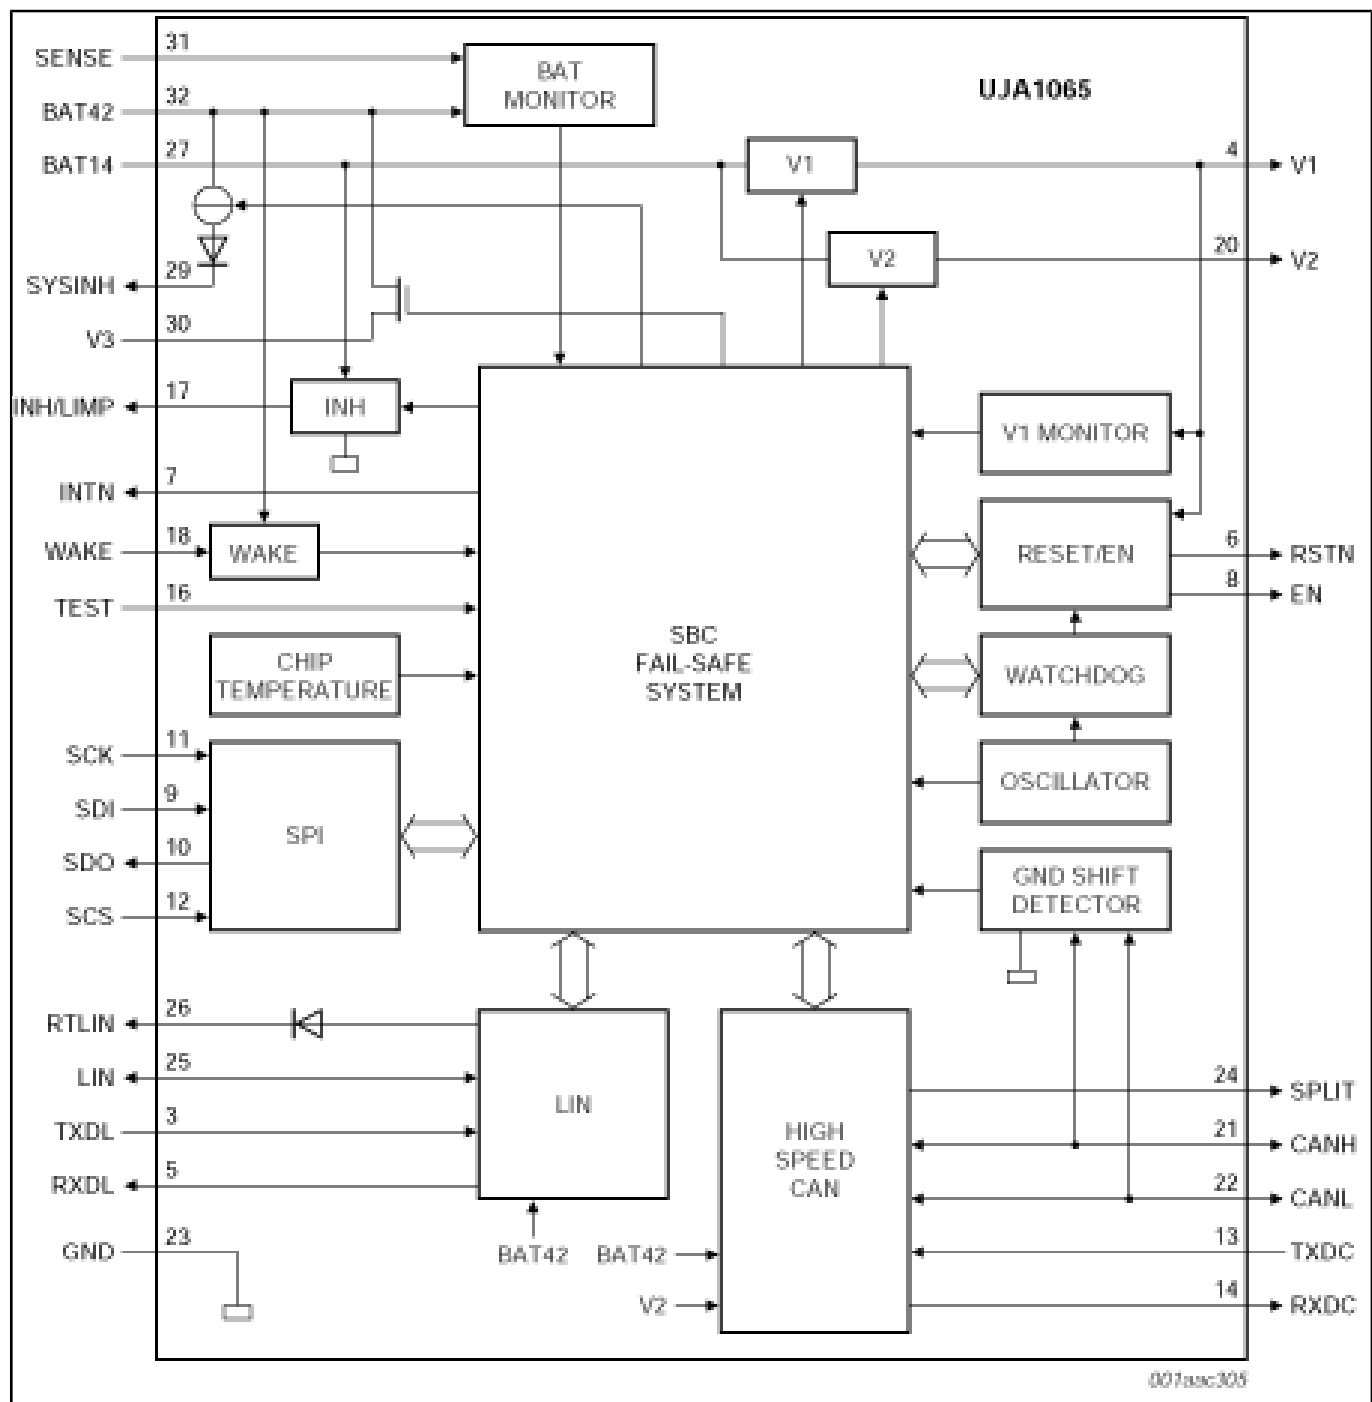 UJA1065
SENSE 31
BAT42 32
BAT14 27
SYSINH 29
V3 30
INH/LIMP 17
INTN 7
WAKE 18
TEST 16
SCK 11
SDI 9
SDO 10
SCS 12
RTLIN 26
LIN 25
TXDL 3
RXDL 5
GND 23
BAT
MONITOR
V1
V2
INH
WAKE
CHIP
TEMPERATURE
SPI
SBC
FAIL-SAFE
SYSTEM
V1 MONITOR
RESET/EN
WATCHDOG
OSCILLATOR
GND SHIFT
DETECTOR
LIN
BAT42
HIGH
SPEED
CAN
BAT42
V2
4 V1
20 V2
6 RSTN
8 EN
24 SPLIT
21 CANH
22 CANL
13 TXDC
14 RXDC
001aac305